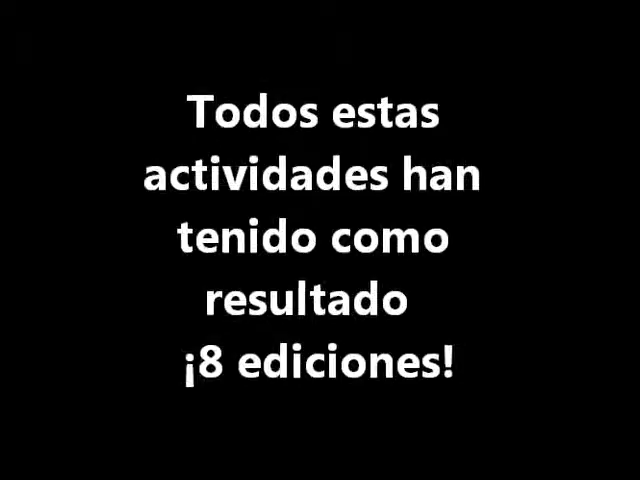 Todos estas
actividades han
tenido como
resultado
¡8 ediciones!